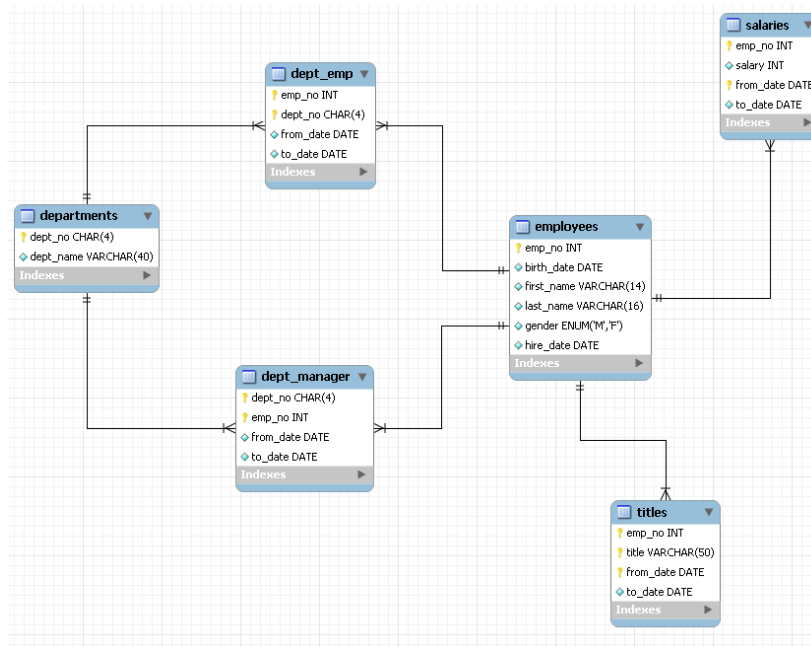 salaries
emp_no INT
salary INT
from_date DATE
to_date DATE
Indexes
dept_emp
emp_no INT
dept_no CHAR(4)
from_date DATE
to_date DATE
Indexes
departments
dept_no CHAR(4)
dept_name VARCHAR(40)
Indexes
employees
emp_no INT
birth_date DATE
first_name VARCHAR(14)
last_name VARCHAR(16)
gender ENUM('M','F')
hire_date DATE
Indexes
dept_manager
dept_no CHAR(4)
emp_no INT
from_date DATE
to_date DATE
Indexes
titles
emp_no INT
title VARCHAR(50)
from_date DATE
to_date DATE
Indexes